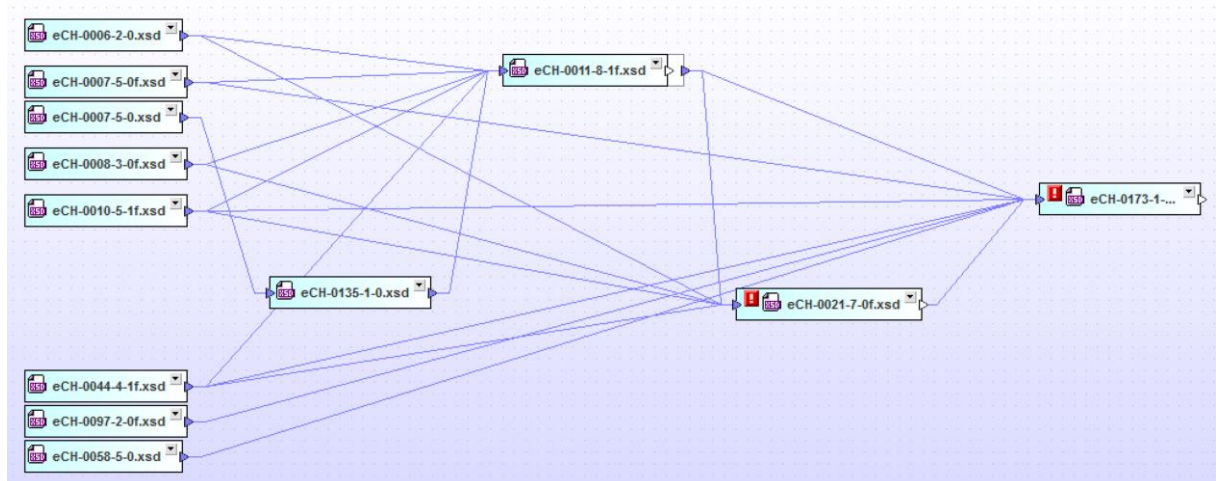 eCH-0006-2-0.xsd
eCH-0011-8-1f.xsd
eCH-0007-5-0f.xsd
eCH-0007-5-0.xsd
eCH-0008-3-0f.xsd
eCH-0173-1-...
eCH-0010-5-1f.xsd
eCH-0135-1-0.xsd
eCH-0021-7-0f.xsd
eCH-0044-4-1f.xsd
eCH-0097-2-0f.xsd
eCH-0058-5-0.xsd